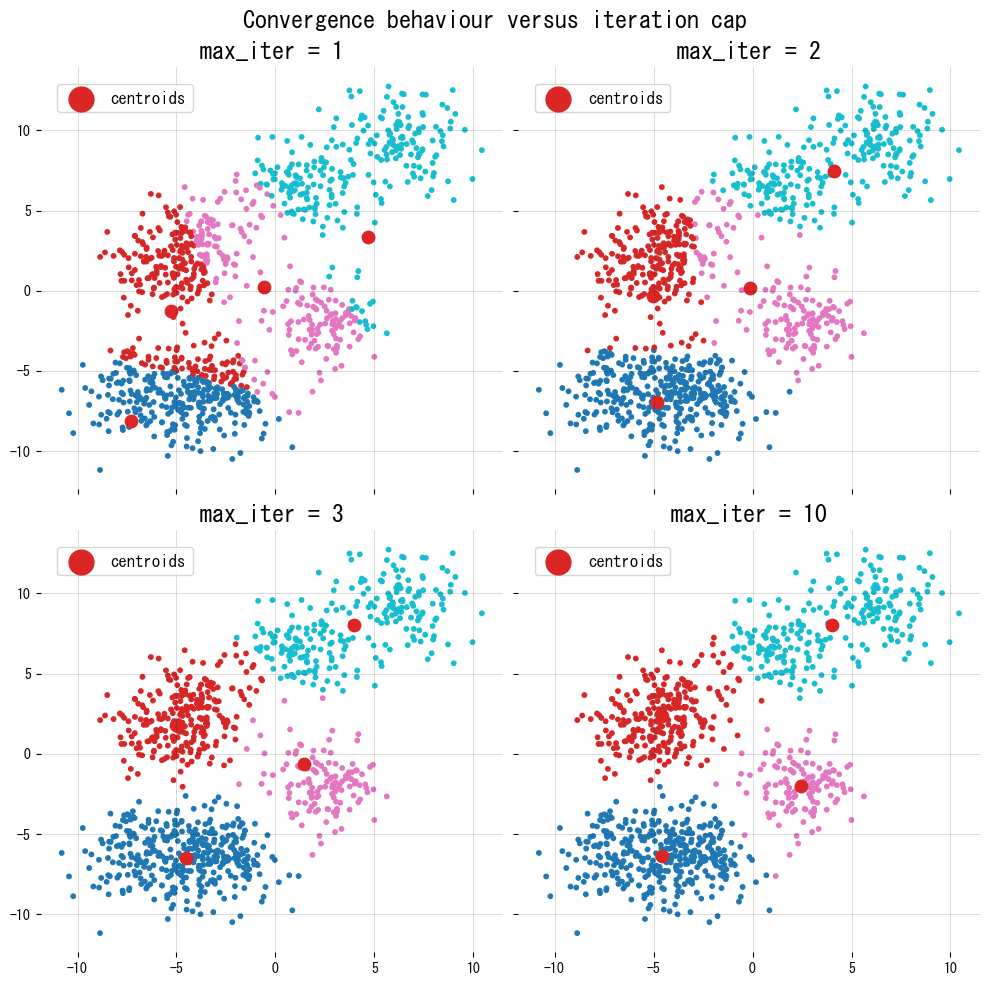 Convergence behaviour versus iteration cap
max_iter = 1
max_iter = 2
centroids
centroids
10
5
0
−5
−10
max_iter = 3
max_iter = 10
centroids
centroids
10
5
0
−5
−10
−10 −5 0 5 10
−10 −5 0 5 10